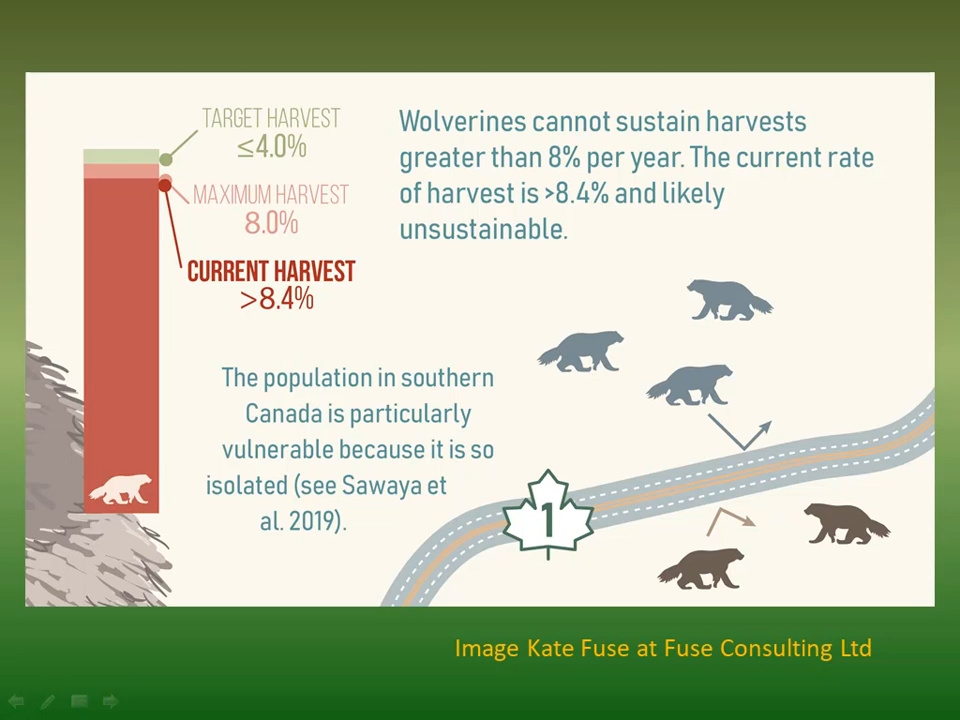 TARGET HARVEST
≤4.0%
MAXIMUM HARVEST
8.0%
CURRENT HARVEST
>8.4%
Wolverines cannot sustain harvests
greater than 8% per year. The current rate
of harvest is >8.4% and likely
unsustainable.
The population in southern
Canada is particularly
vulnerable because it is so
isolated (see Sawaya et
al. 2019).
1
Image Kate Fuse at Fuse Consulting Ltd